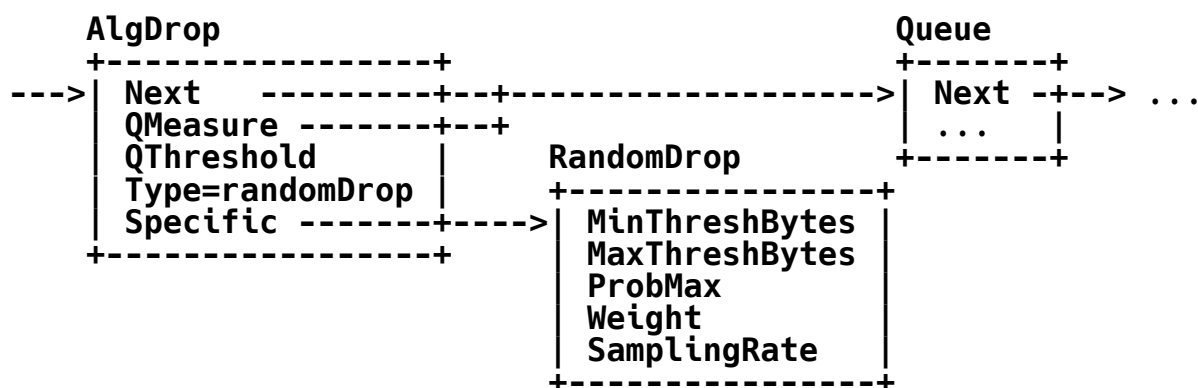 AlgDrop                                   Queue
     +-----------------+                       +-------+
---->| Next   ---------+--+------------------->| Next -+--> ...
     | QMeasure -------+--+                    | ...   |
     | QThreshold      |     RandomDrop        +-------+
     | Type=randomDrop |     +----------------+
     | Specific -------+---->| MinThreshBytes |
     +-----------------+     | MaxThreshBytes |
                             | ProbMax        |
                             | Weight         |
                             | SamplingRate   |
                             +----------------+